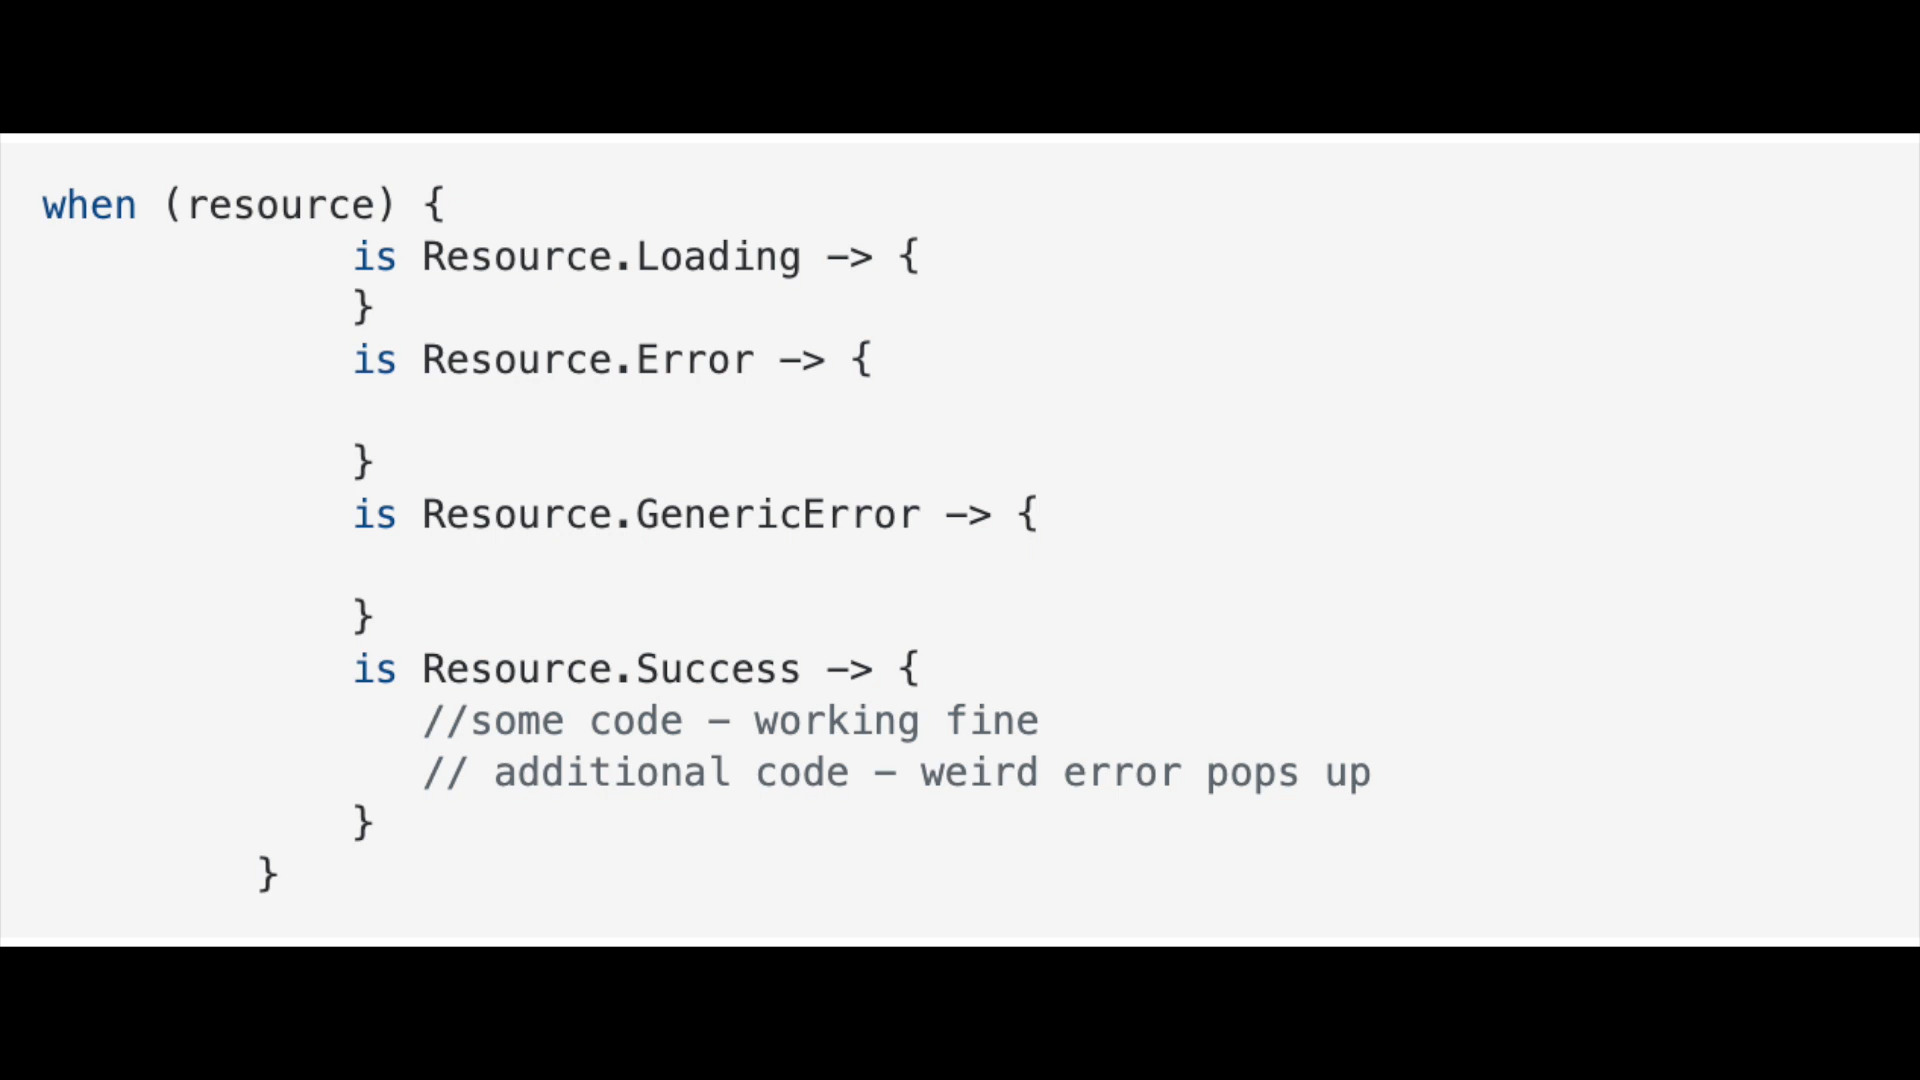 when (resource) {
is Resource.Loading -> {
}
is Resource.Error -> {
}
is Resource.GenericError -> {
}
is Resource.Success -> {
//some code – working fine
// additional code – weird error pops up
}
}